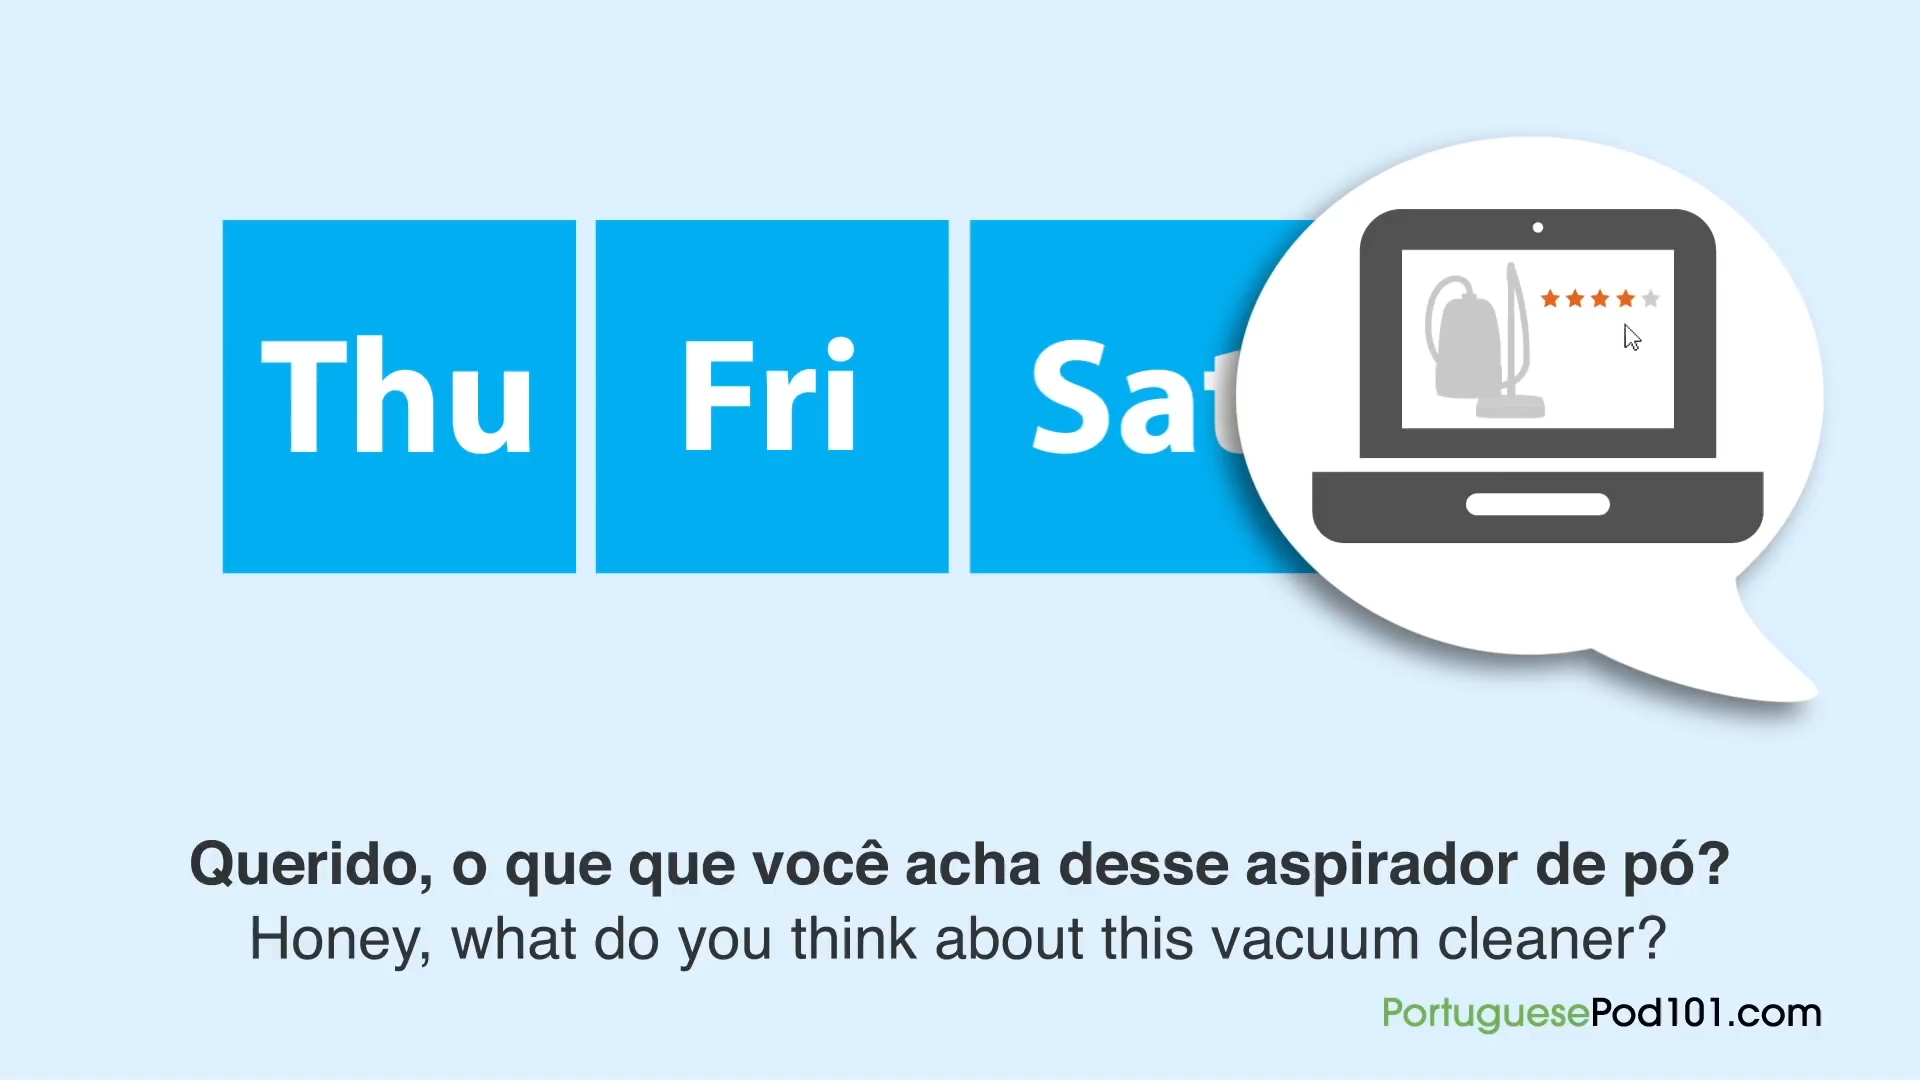 Thu Fri Sat
Querido, o que que você acha desse aspirador de pó?
Honey, what do you think about this vacuum cleaner?
PortuguesePod101.com